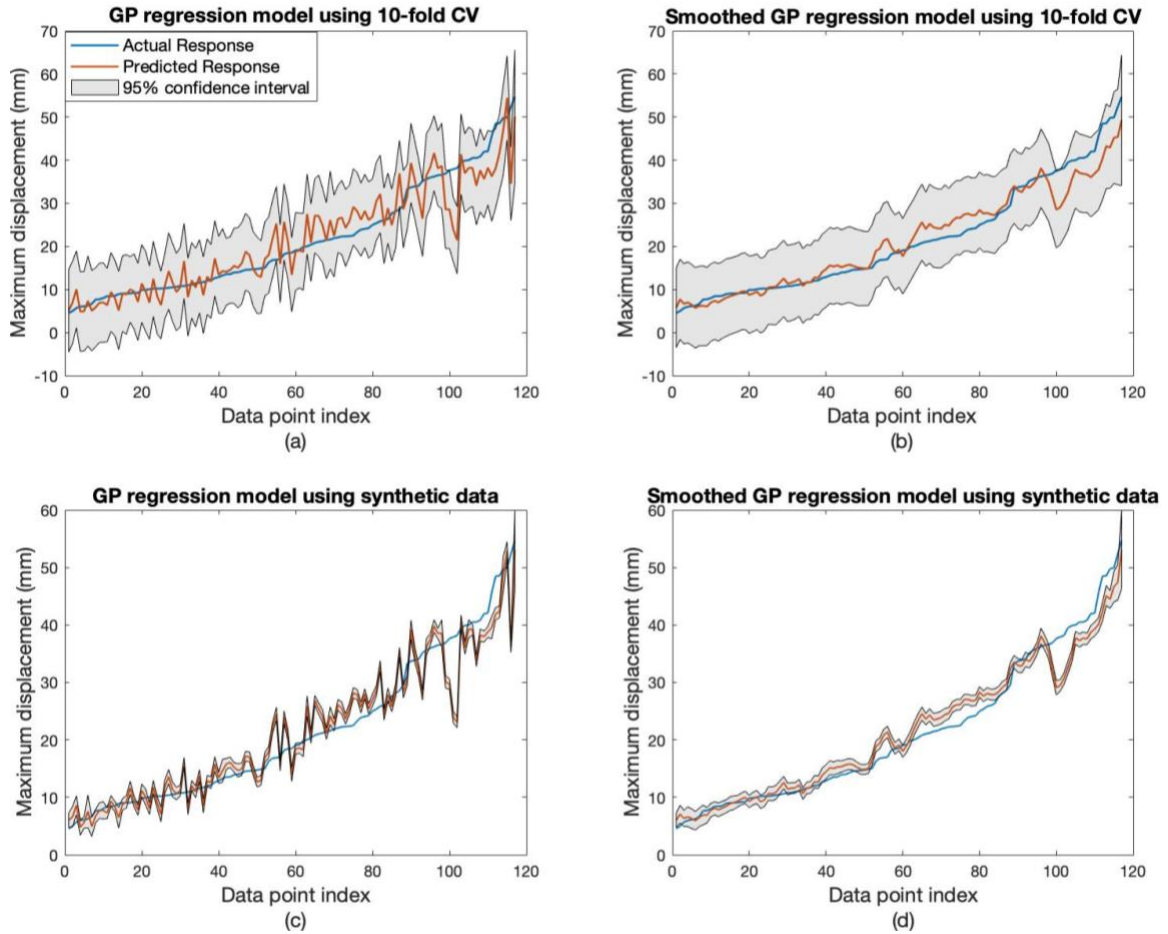 GP regression model using 10-fold CV
Actual Response
Predicted Response
95% confidence interval
Maximum displacement (mm)
70
60
50
40
30
20
10
0
-10
0 20 40 60 80 100 120
Data point index
(a)
Smoothed GP regression model using 10-fold CV
Maximum displacement (mm)
70
60
50
40
30
20
10
0
-10
0 20 40 60 80 100 120
Data point index
(b)
GP regression model using synthetic data
Maximum displacement (mm)
60
50
40
30
20
10
0
0 20 40 60 80 100 120
Data point index
(c)
Smoothed GP regression model using synthetic data
Maximum displacement (mm)
60
50
40
30
20
10
0
0 20 40 60 80 100 120
Data point index
(d)